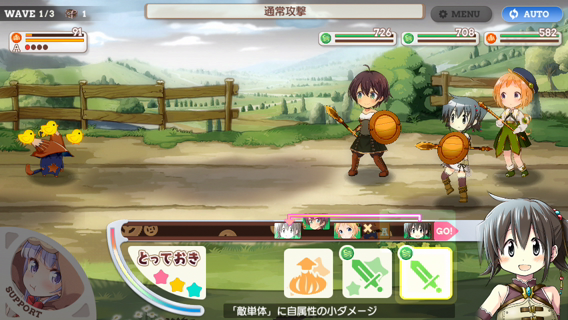 WAVE 1/3
1
通常攻撃
MENU
AUTO
91
A
726
708
582
GO!
とっておき
SUPPORT
「敵単体」に自属性の小ダメージ